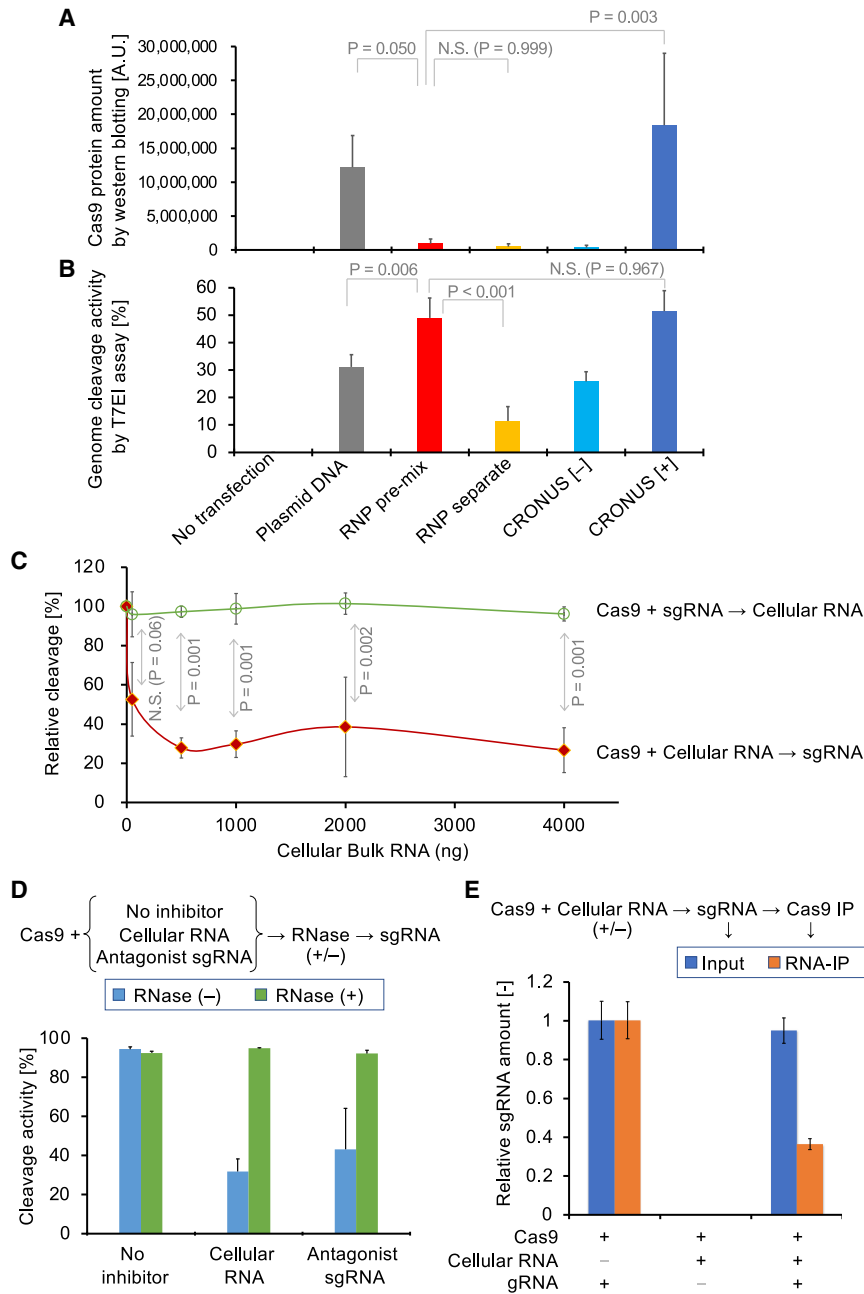 A
Cas9 protein amount
by western blotting [A.U.]
30,000,000
25,000,000
20,000,000
15,000,000
10,000,000
5,000,000
0
P = 0.050
N.S. (P = 0.999)
P = 0.003
B
Genome cleavage activity
by T7EI assay [%]
60
50
40
30
20
10
0
P = 0.006
P < 0.001
N.S. (P = 0.967)
No transfection
Plasmid DNA
RNP pre-mix
RNP separate
CRONUS [-]
CRONUS [+]
C
Relative cleavage [%]
120
100
80
60
40
20
0
N.S. (P = 0.06)
P = 0.001
P = 0.001
P = 0.002
P = 0.001
Cas9 + sgRNA → Cellular RNA
Cas9 + Cellular RNA → sgRNA
0
1000
2000
3000
4000
Cellular Bulk RNA (ng)
D
No inhibitor
Cas9 + Cellular RNA → RNase → sgRNA
Antagonist sgRNA (+/−)
RNase (−)
RNase (+)
Cleavage activity [%]
100
80
60
40
20
0
No
inhibitor
Cellular
RNA
Antagonist
sgRNA
E
Cas9 + Cellular RNA → sgRNA → Cas9 IP
(+/−) ↓ ↓
Input
RNA-IP
Relative sgRNA amount [-]
1.2
1
0.8
0.6
0.4
0.2
0
Cas9 + + +
Cellular RNA − + +
gRNA + − +